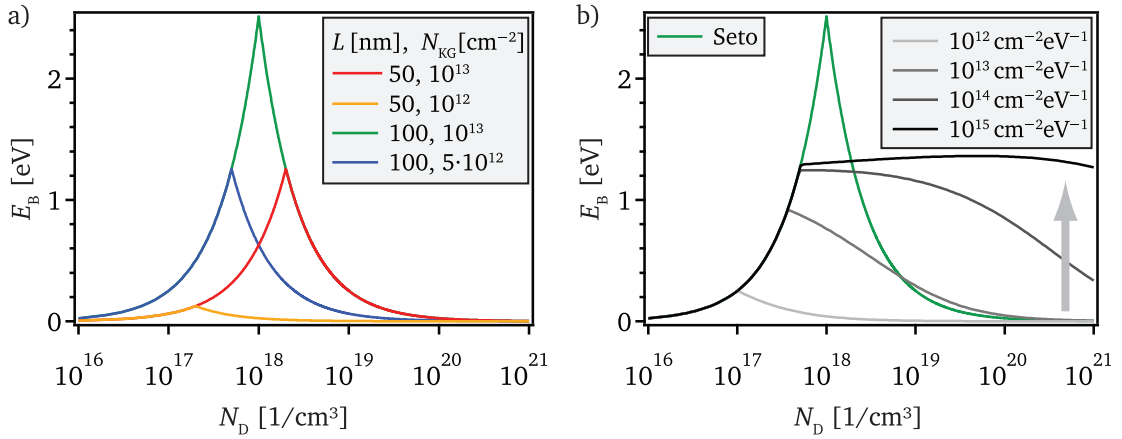 a)
L [nm], N_KG [cm⁻²]
50, 10¹³
50, 10¹²
100, 10¹³
100, 5·10¹²
2
1
0
E_B [eV]
10¹⁶ 10¹⁷ 10¹⁸ 10¹⁹ 10²⁰ 10²¹
N_D [1/cm³]
b)
Seto
10¹² cm⁻²eV⁻¹
10¹³ cm⁻²eV⁻¹
10¹⁴ cm⁻²eV⁻¹
10¹⁵ cm⁻²eV⁻¹
2
1
0
E_B [eV]
10¹⁶ 10¹⁷ 10¹⁸ 10¹⁹ 10²⁰ 10²¹
N_D [1/cm³]